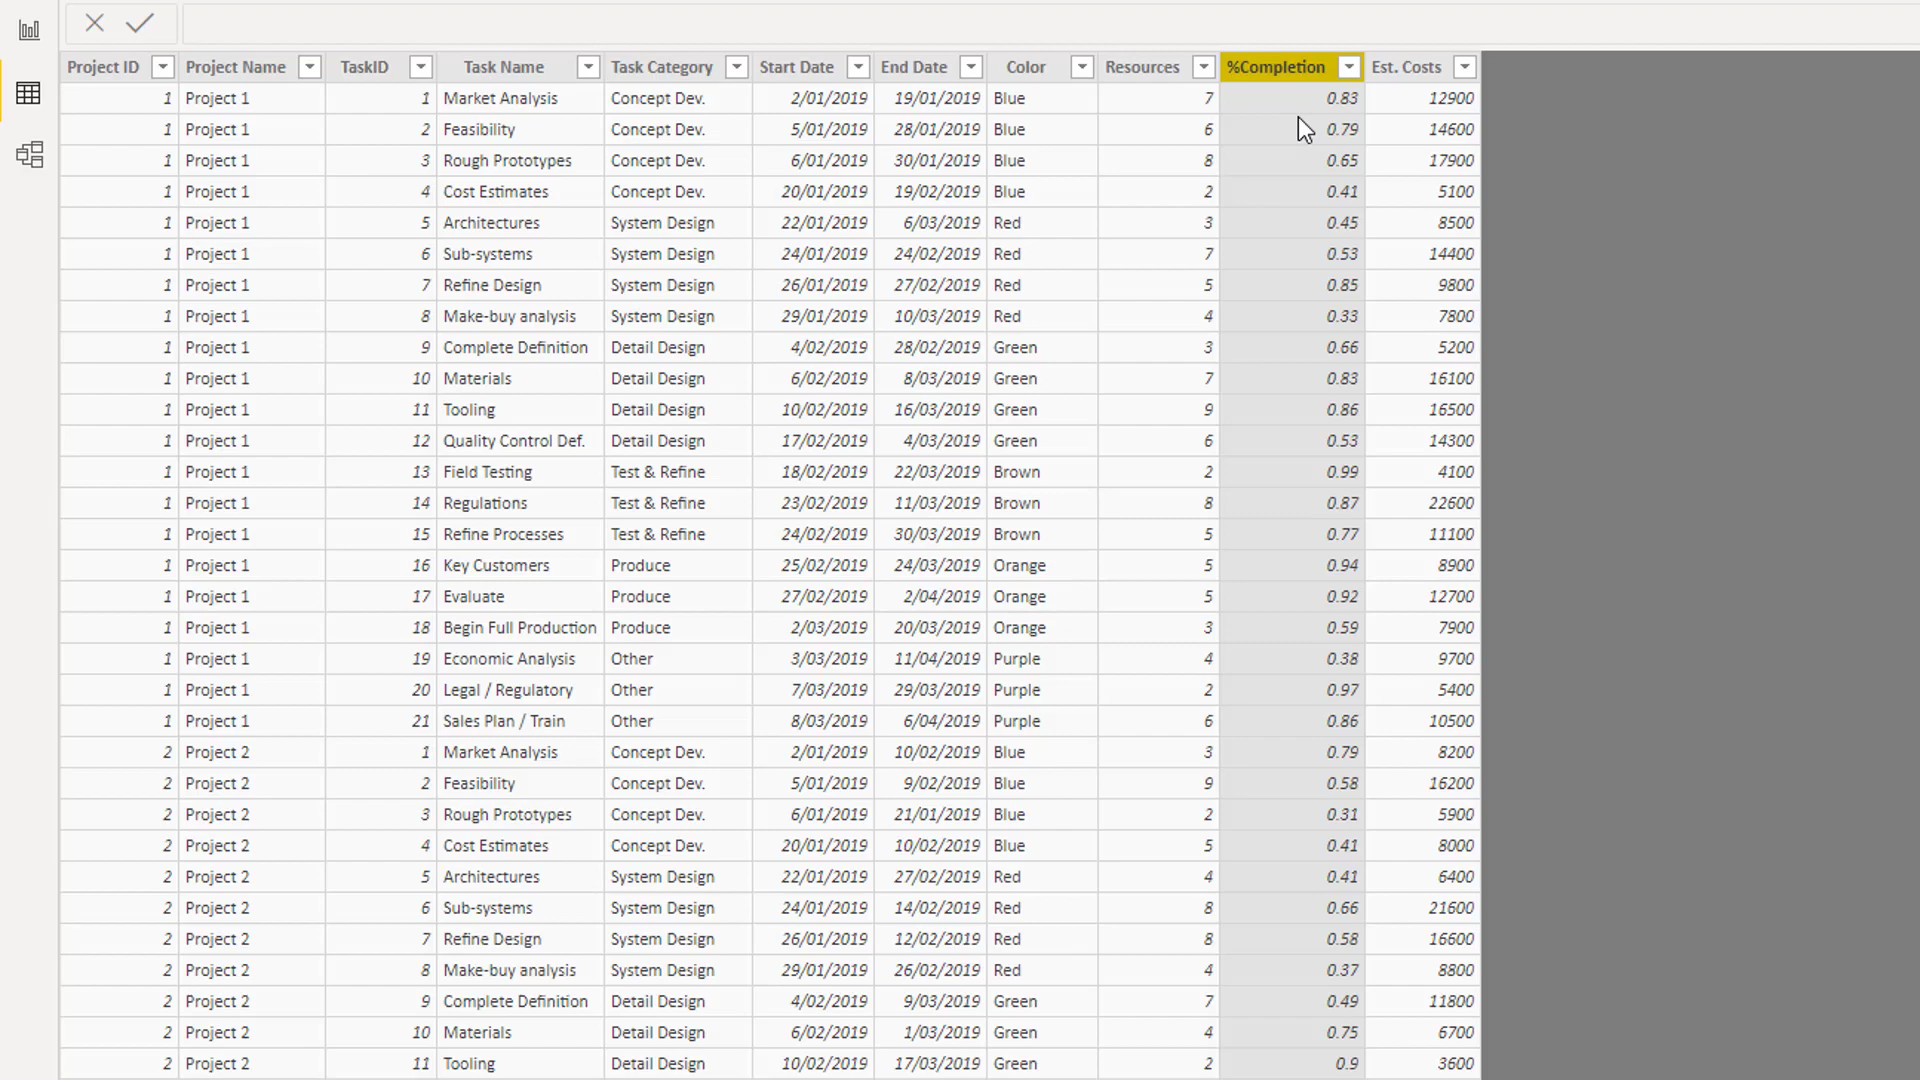 Project ID Project Name TaskID Task Name Task Category Start Date End Date Color Resources %Completion Est. Costs
1 Project 1 1 Market Analysis Concept Dev. 2/01/2019 19/01/2019 Blue 7 0.83 12900
1 Project 1 2 Feasibility Concept Dev. 5/01/2019 28/01/2019 Blue 6 0.79 14600
1 Project 1 3 Rough Prototypes Concept Dev. 6/01/2019 30/01/2019 Blue 8 0.65 17900
1 Project 1 4 Cost Estimates Concept Dev. 20/01/2019 19/02/2019 Blue 2 0.41 5100
1 Project 1 5 Architectures System Design 22/01/2019 6/03/2019 Red 3 0.45 8500
1 Project 1 6 Sub-systems System Design 24/01/2019 24/02/2019 Red 7 0.53 14400
1 Project 1 7 Refine Design System Design 26/01/2019 27/02/2019 Red 5 0.85 9800
1 Project 1 8 Make-buy analysis System Design 29/01/2019 10/03/2019 Red 4 0.33 7800
1 Project 1 9 Complete Definition Detail Design 4/02/2019 28/02/2019 Green 3 0.66 5200
1 Project 1 10 Materials Detail Design 6/02/2019 8/03/2019 Green 7 0.83 16100
1 Project 1 11 Tooling Detail Design 10/02/2019 16/03/2019 Green 9 0.86 16500
1 Project 1 12 Quality Control Def. Detail Design 17/02/2019 4/03/2019 Green 6 0.53 14300
1 Project 1 13 Field Testing Test & Refine 18/02/2019 22/03/2019 Brown 2 0.99 4100
1 Project 1 14 Regulations Test & Refine 23/02/2019 11/03/2019 Brown 8 0.87 22600
1 Project 1 15 Refine Processes Test & Refine 24/02/2019 30/03/2019 Brown 5 0.77 11100
1 Project 1 16 Key Customers Produce 25/02/2019 24/03/2019 Orange 5 0.94 8900
1 Project 1 17 Evaluate Produce 27/02/2019 2/04/2019 Orange 5 0.92 12700
1 Project 1 18 Begin Full Production Produce 2/03/2019 20/03/2019 Orange 3 0.59 7900
1 Project 1 19 Economic Analysis Other 3/03/2019 11/04/2019 Purple 4 0.38 9700
1 Project 1 20 Legal / Regulatory Other 7/03/2019 29/03/2019 Purple 2 0.97 5400
1 Project 1 21 Sales Plan / Train Other 8/03/2019 6/04/2019 Purple 6 0.86 10500
2 Project 2 1 Market Analysis Concept Dev. 2/01/2019 10/02/2019 Blue 3 0.79 8200
2 Project 2 2 Feasibility Concept Dev. 5/01/2019 9/02/2019 Blue 9 0.58 16200
2 Project 2 3 Rough Prototypes Concept Dev. 6/01/2019 21/01/2019 Blue 2 0.31 5900
2 Project 2 4 Cost Estimates Concept Dev. 20/01/2019 10/02/2019 Blue 5 0.41 8000
2 Project 2 5 Architectures System Design 22/01/2019 27/02/2019 Red 4 0.41 6400
2 Project 2 6 Sub-systems System Design 24/01/2019 14/02/2019 Red 8 0.66 21600
2 Project 2 7 Refine Design System Design 26/01/2019 12/02/2019 Red 8 0.58 16600
2 Project 2 8 Make-buy analysis System Design 29/01/2019 26/02/2019 Red 4 0.37 8800
2 Project 2 9 Complete Definition Detail Design 4/02/2019 9/03/2019 Green 7 0.49 11800
2 Project 2 10 Materials Detail Design 6/02/2019 1/03/2019 Green 4 0.75 6700
2 Project 2 11 Tooling Detail Design 10/02/2019 17/03/2019 Green 2 0.9 3600